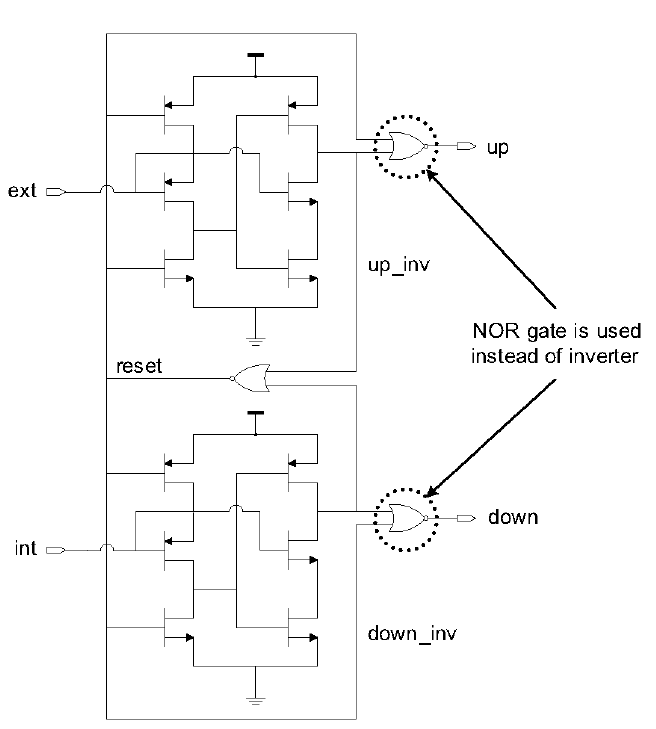 up
ext
up_inv
NOR gate is used
instead of inverter
reset
down
int
down_inv